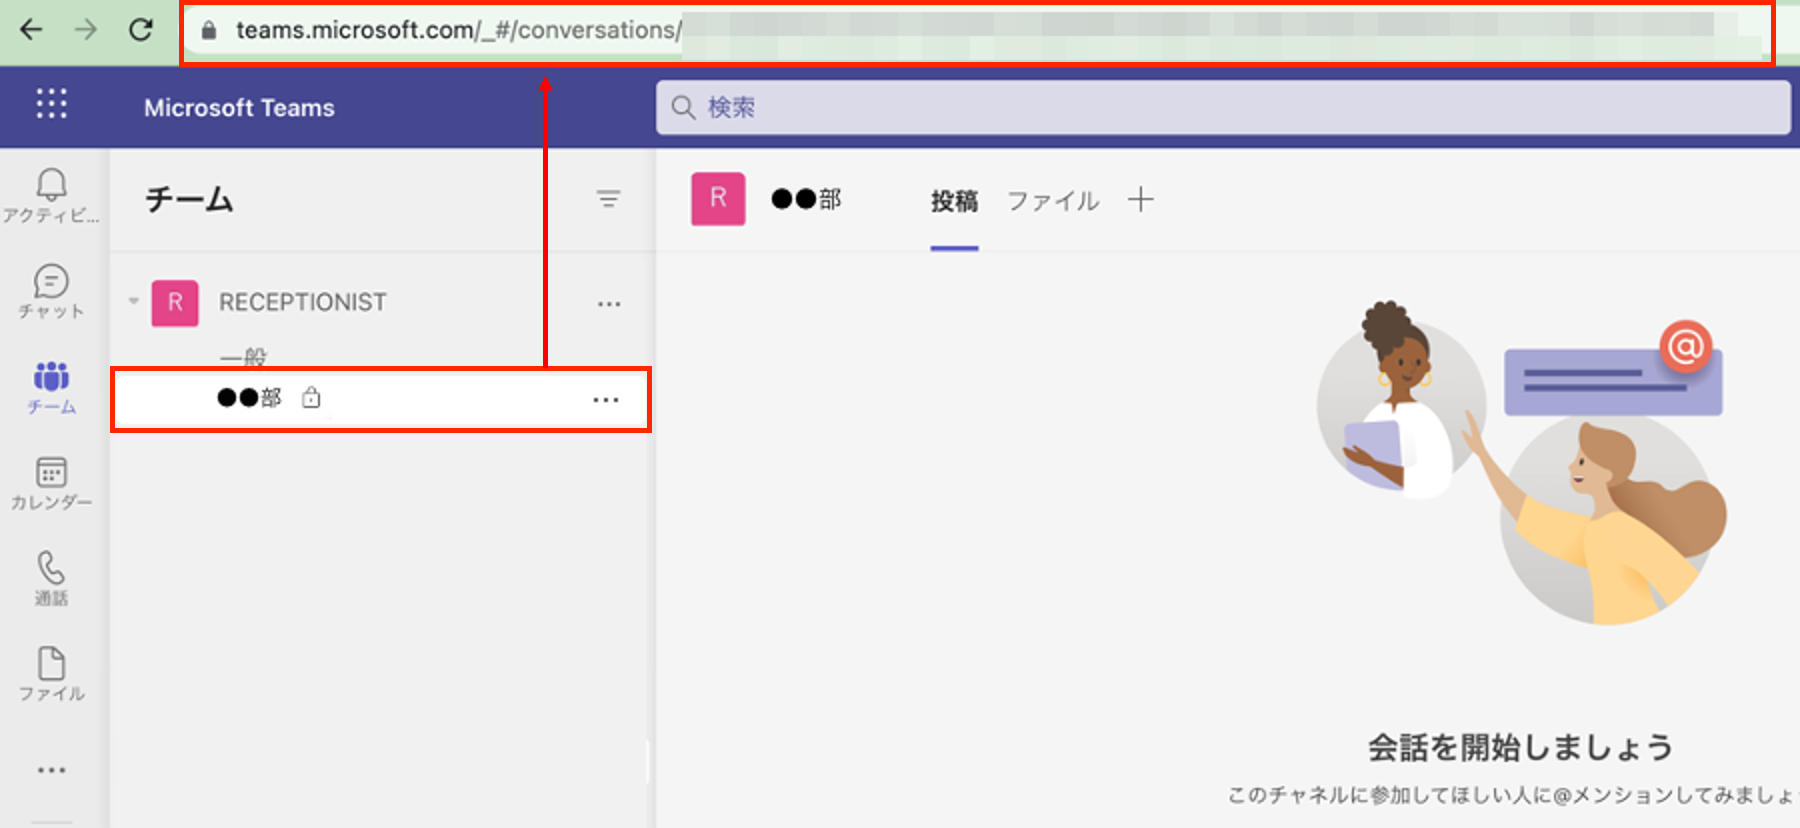 teams.microsoft.com/_#/conversations/
Microsoft Teams
検索
アクティビ...
チャット
チーム
カレンダー
通話
ファイル
チーム
R
RECEPTIONIST
一般
●●部
R
●●部
投稿
ファイル
会話を開始しましょう
このチャネルに参加してほしい人に@メンションしてみましょ